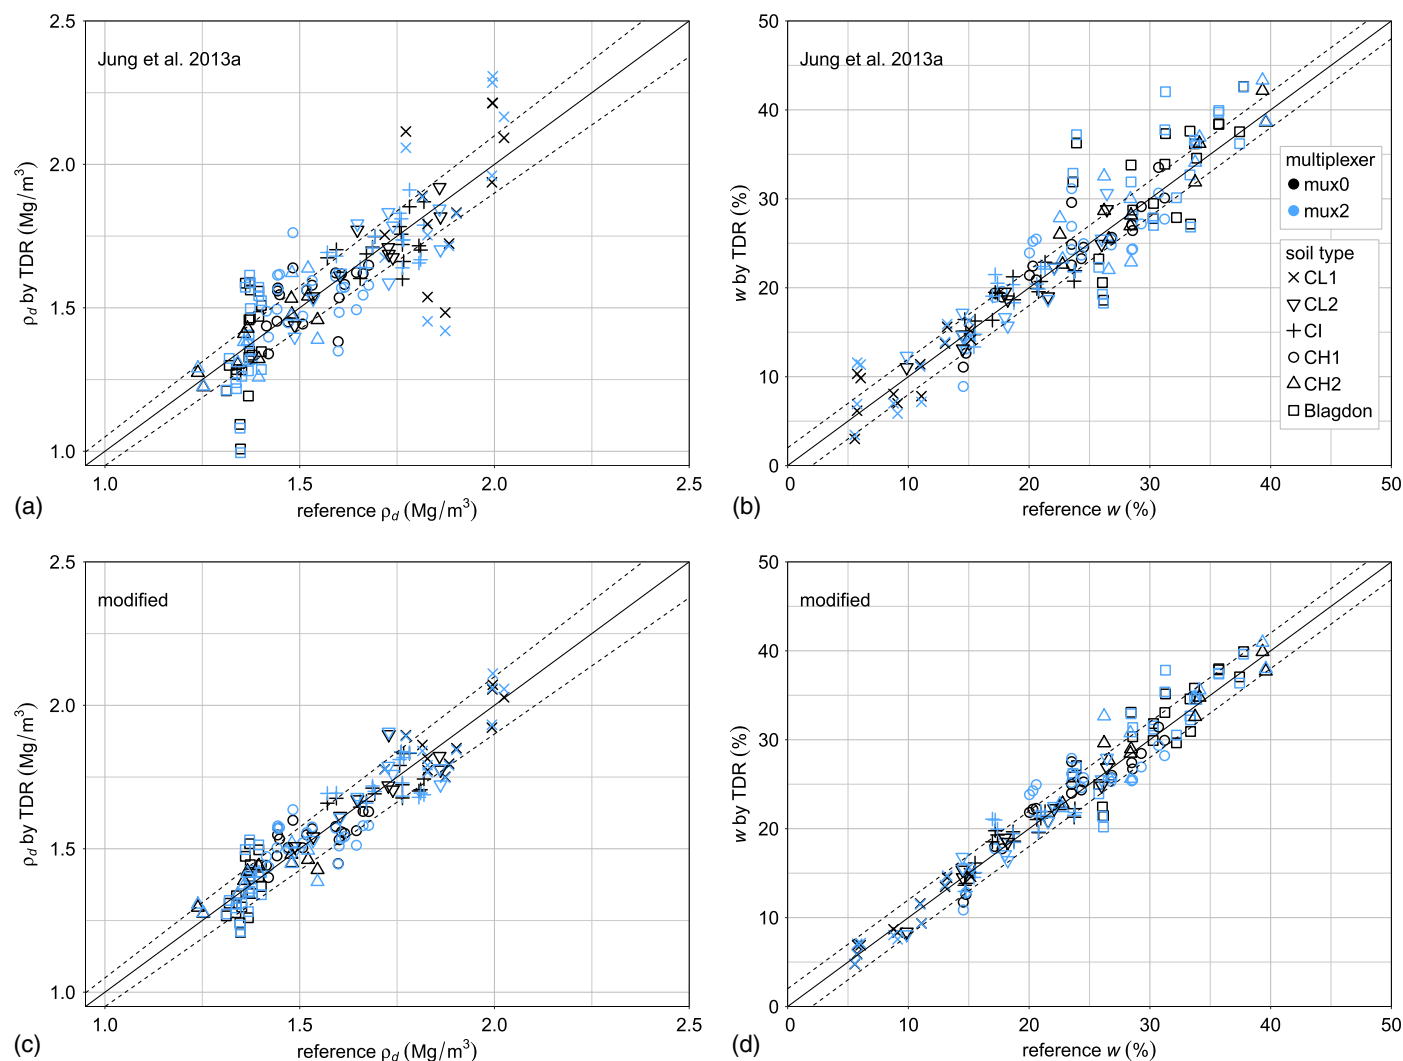 2.5
2.0
1.5
1.0
ρd by TDR (Mg/m³)
Jung et al. 2013a
1.0 1.5 2.0 2.5
(a) reference ρd (Mg/m³)
50
40
30
20
10
0
w by TDR (%)
Jung et al. 2013a
multiplexer
mux0
mux2
soil type
CL1
CL2
CI
CH1
CH2
Blagdon
0 10 20 30 40 50
(b) reference w (%)
2.5
2.0
1.5
1.0
ρd by TDR (Mg/m³)
modified
1.0 1.5 2.0 2.5
(c) reference ρd (Mg/m³)
50
40
30
20
10
0
w by TDR (%)
modified
0 10 20 30 40 50
(d) reference w (%)